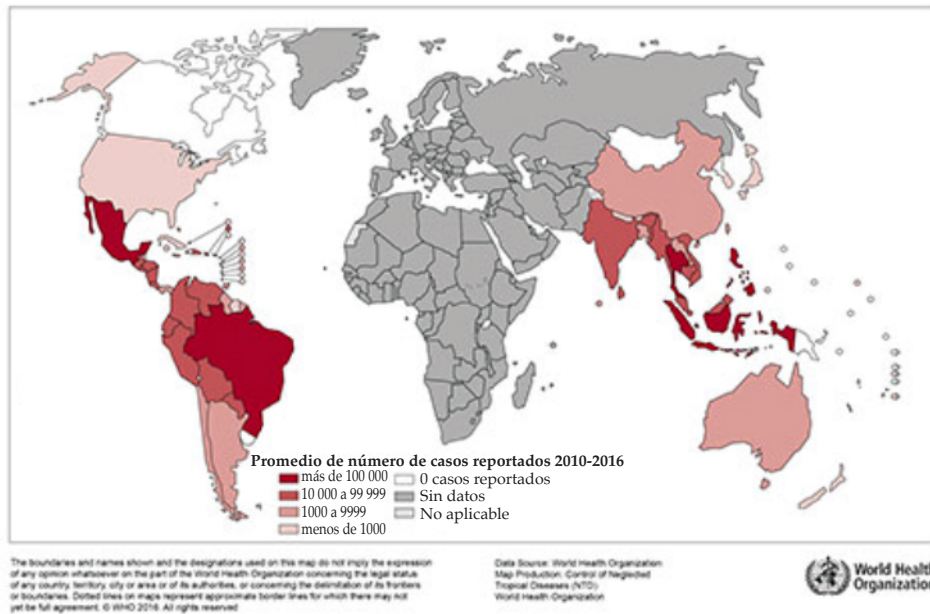 Promedio de número de casos reportados 2010-2016
más de 100 000
10 000 a 99 999
1000 a 9999
menos de 1000
0 casos reportados
Sin datos
No aplicable
The boundaries and names shown and the designations used on this map do not imply the expression
of any opinion whatsoever on the part of the World Health Organization concerning the legal status
of any country, territory, city or area or of its authorities, or concerning the delimitation of its frontiers
or boundaries. Dotted lines on maps represent approximate border lines for which there may not
yet be full agreement. © WHO 2016. All rights reserved
Data Source: World Health Organization
Map Production: Control of Neglected
Tropical Diseases (NTD)
World Health Organization
World Health
Organization